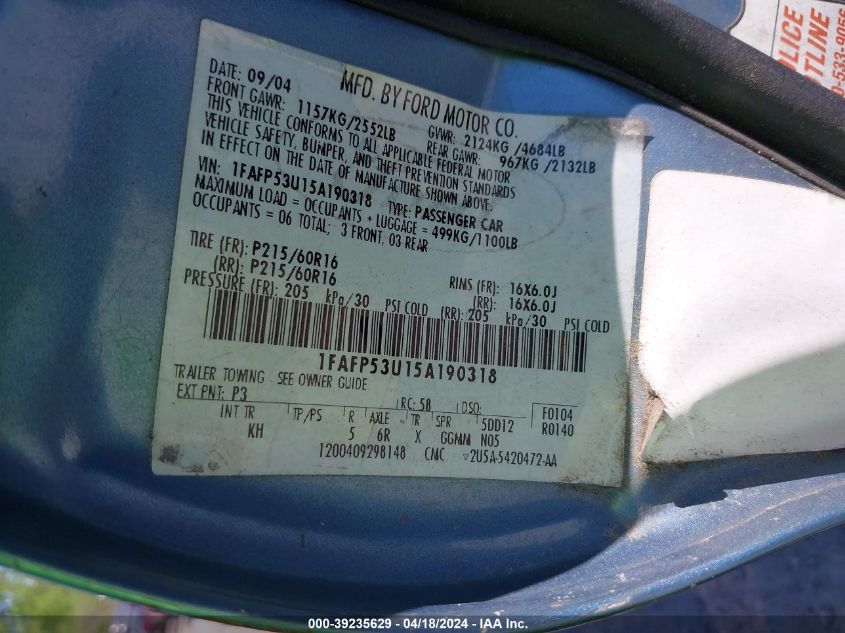 MFD. BY FORD MOTOR CO.
DATE: 09/04 GVWR: 2124KG /4684LB
FRONT GAWR: 1157KG/2552LB REAR GAWR: 967KG /2132LB
THIS VEHICLE CONFORMS TO ALL APPLICABLE FEDERAL MOTOR
VEHICLE SAFETY, BUMPER, AND THEFT PREVENTION STANDARDS
IN EFFECT ON THE DATE OF MANUFACTURE SHOWN ABOVE.
VIN: 1FAFP53U15A190318 TYPE: PASSENGER CAR
MAXIMUM LOAD = OCCUPANTS + LUGGAGE = 499KG/1100LB
OCCUPANTS = 06 TOTAL; 3 FRONT, 03 REAR
TIRE (FR): P215/60R16 RINS (FR): 16X6.0J
(RR): P215/60R16 (RR): 16X6.0J
PRESSURE (FR): 205 kPa/30 PSI COLD (RR): 205 kPa/30 PSI COLD
1FAFP53U15A190318
TRAILER TOWING - SEE OWNER GUIDE
EXT PNT: P3 RC: 58 DSO: F0104
INT TR TP/PS R AXLE TR SPR 5DD12 R0140
KH 5 6R X GGMM N05
1200409298148 CMC ▽2U5A-5420472-AA
OLICE
OTLINE
0-533-9056
000-39235629 - 04/18/2024 - IAA Inc.